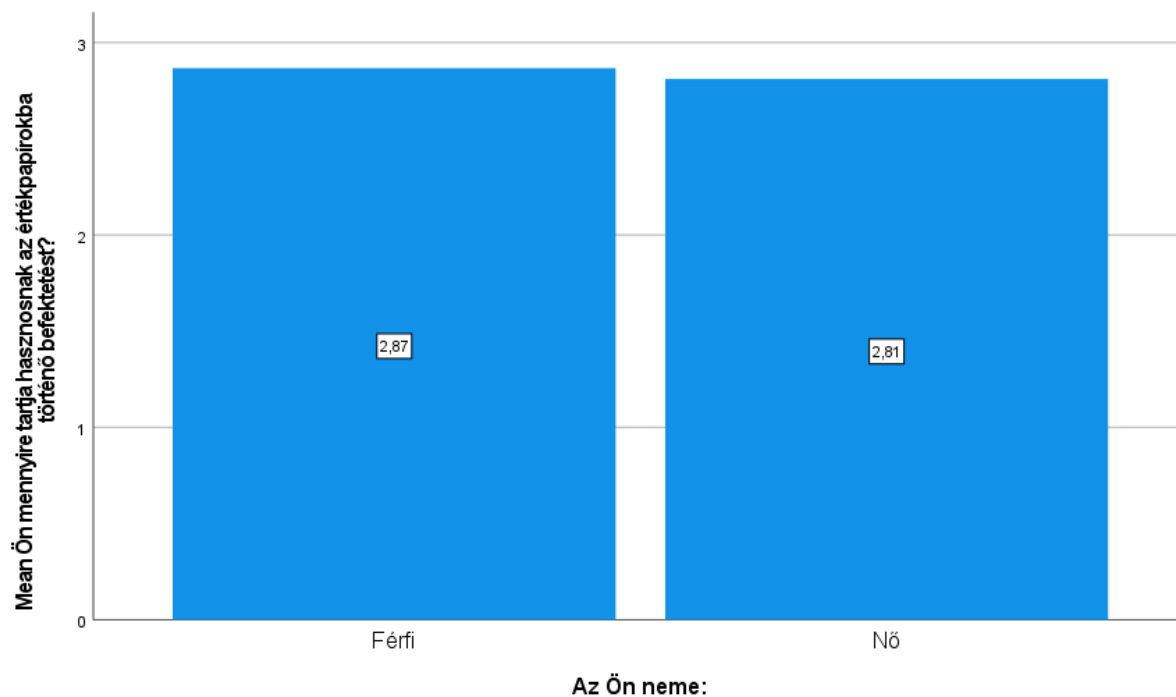 Mean Ön mennyire tartja hasznosnak az értékpapírokba
történő befektetést?
3
2
1
0
2,87
2,81
Férfi
Nő
Az Ön neme: